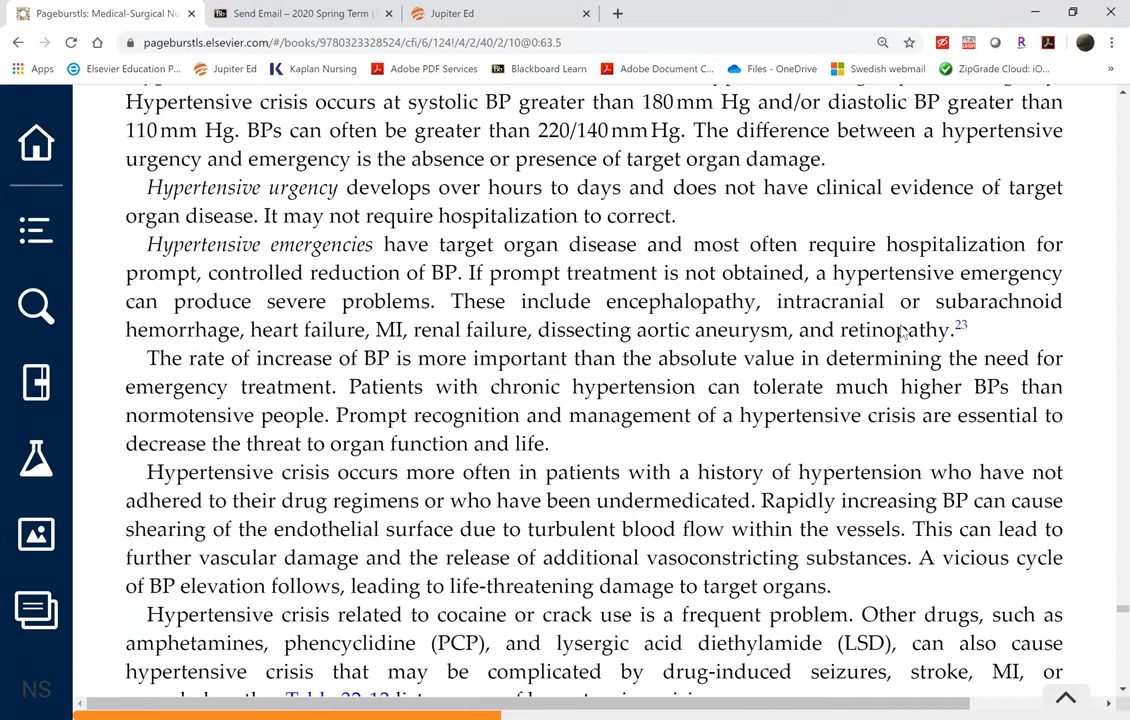 Pageburstls: Medical-Surgical Nu
Send Email – 2020 Spring Term (
Jupiter Ed
pageburstls.elsevier.com/#/books/9780323328524/cfi/6/124!/4/2/40/2/10@0:63.5
Apps
Elsevier Education P...
Jupiter Ed
Kaplan Nursing
Adobe PDF Services
Blackboard Learn
Adobe Document C...
Files - OneDrive
Swedish webmail
ZipGrade Cloud: iO...
Hypertensive crisis occurs at systolic BP greater than 180 mm Hg and/or diastolic BP greater than
110 mm Hg. BPs can often be greater than 220/140 mm Hg. The difference between a hypertensive
urgency and emergency is the absence or presence of target organ damage.
Hypertensive urgency develops over hours to days and does not have clinical evidence of target
organ disease. It may not require hospitalization to correct.
Hypertensive emergencies have target organ disease and most often require hospitalization for
prompt, controlled reduction of BP. If prompt treatment is not obtained, a hypertensive emergency
can produce severe problems. These include encephalopathy, intracranial or subarachnoid
hemorrhage, heart failure, MI, renal failure, dissecting aortic aneurysm, and retinopathy.23
The rate of increase of BP is more important than the absolute value in determining the need for
emergency treatment. Patients with chronic hypertension can tolerate much higher BPs than
normotensive people. Prompt recognition and management of a hypertensive crisis are essential to
decrease the threat to organ function and life.
Hypertensive crisis occurs more often in patients with a history of hypertension who have not
adhered to their drug regimens or who have been undermedicated. Rapidly increasing BP can cause
shearing of the endothelial surface due to turbulent blood flow within the vessels. This can lead to
further vascular damage and the release of additional vasoconstricting substances. A vicious cycle
of BP elevation follows, leading to life-threatening damage to target organs.
Hypertensive crisis related to cocaine or crack use is a frequent problem. Other drugs, such as
amphetamines, phencyclidine (PCP), and lysergic acid diethylamide (LSD), can also cause
hypertensive crisis that may be complicated by drug-induced seizures, stroke, MI, or
NS